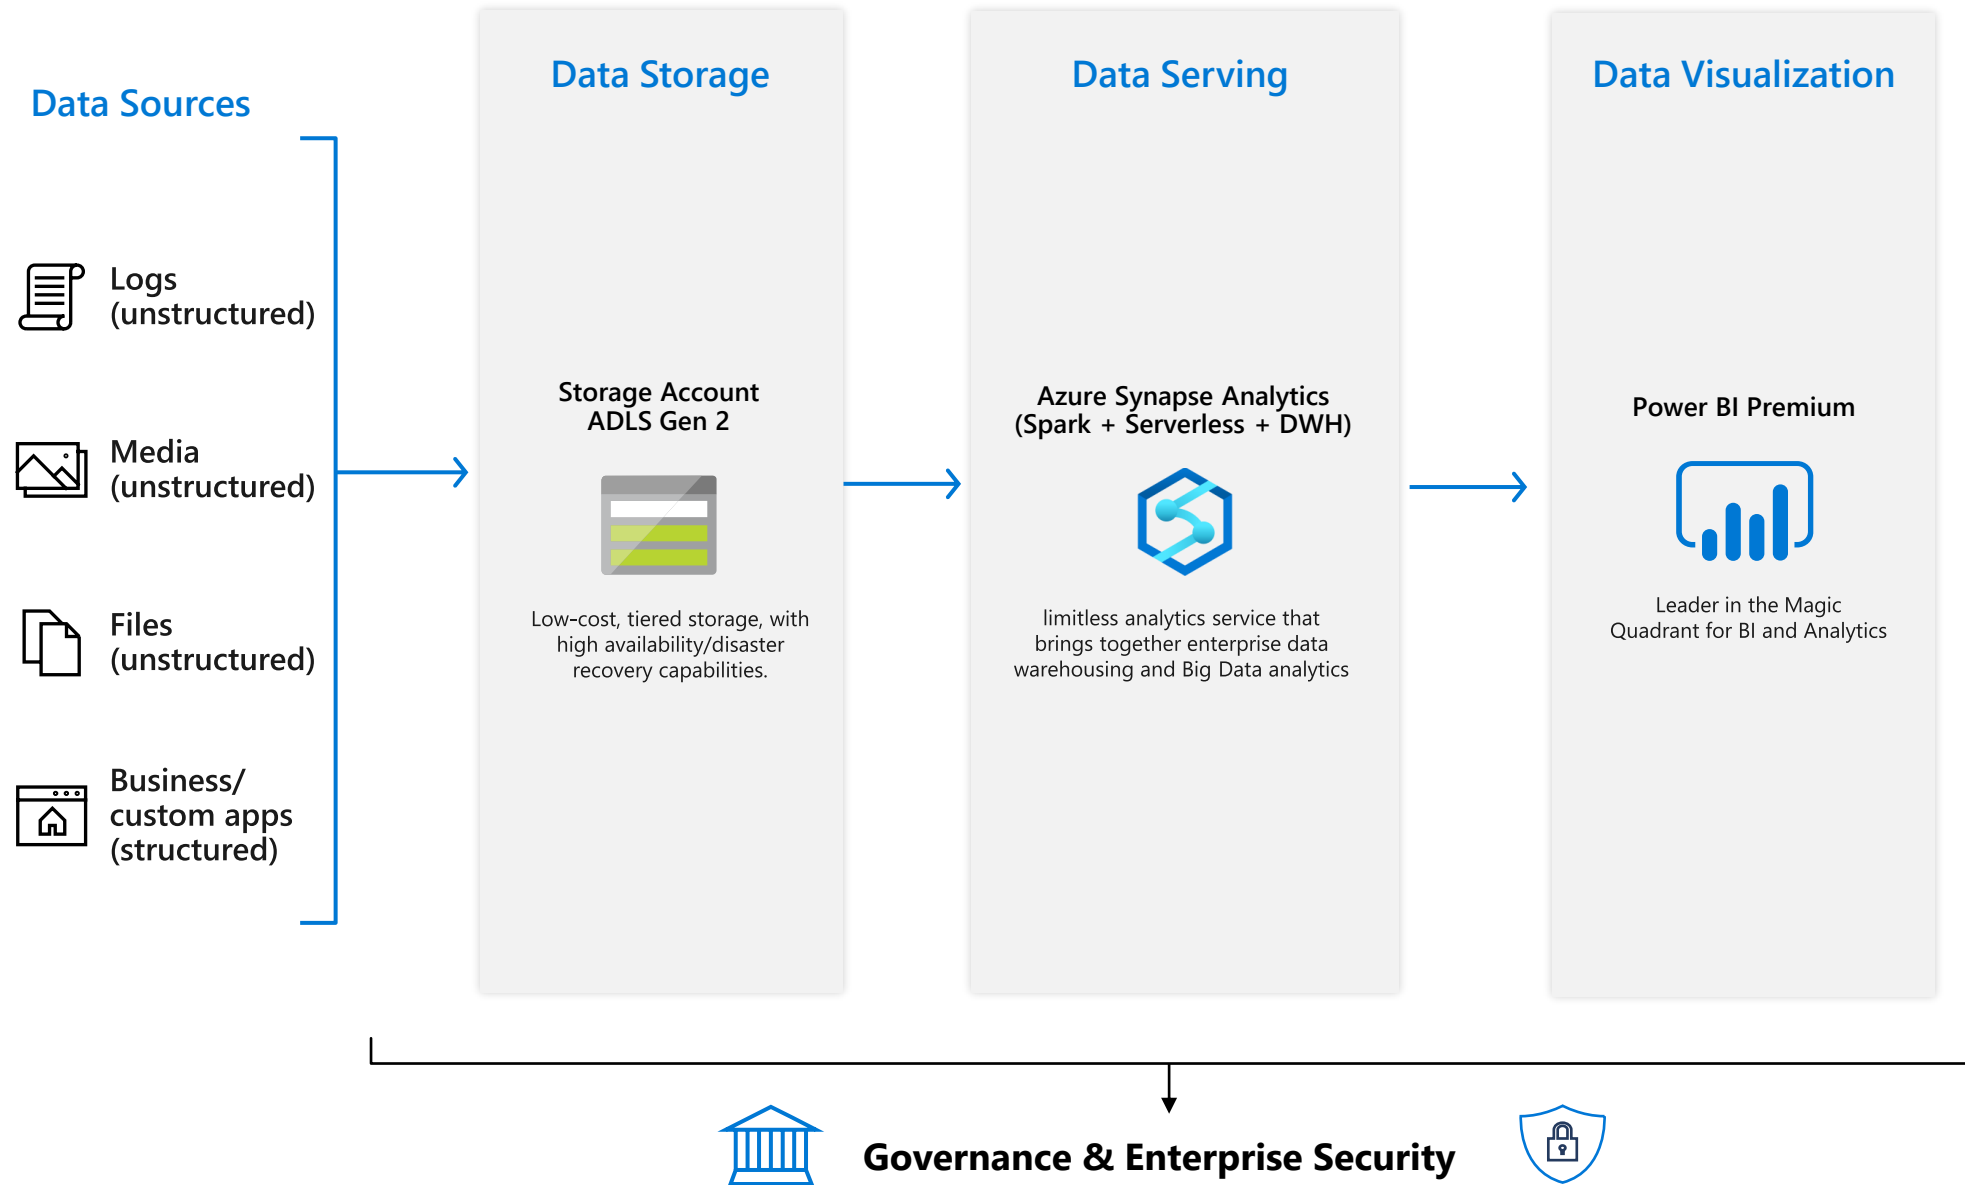 Data Sources
Logs
(unstructured)
Media
(unstructured)
Files
(unstructured)
Business/
custom apps
(structured)
Data Storage
Storage Account
ADLS Gen 2
Low-cost, tiered storage, with
high availability/disaster
recovery capabilities.
Data Serving
Azure Synapse Analytics
(Spark + Serverless + DWH)
limitless analytics service that
brings together enterprise data
warehousing and Big Data analytics
Data Visualization
Power BI Premium
Leader in the Magic
Quadrant for BI and Analytics
Governance & Enterprise Security